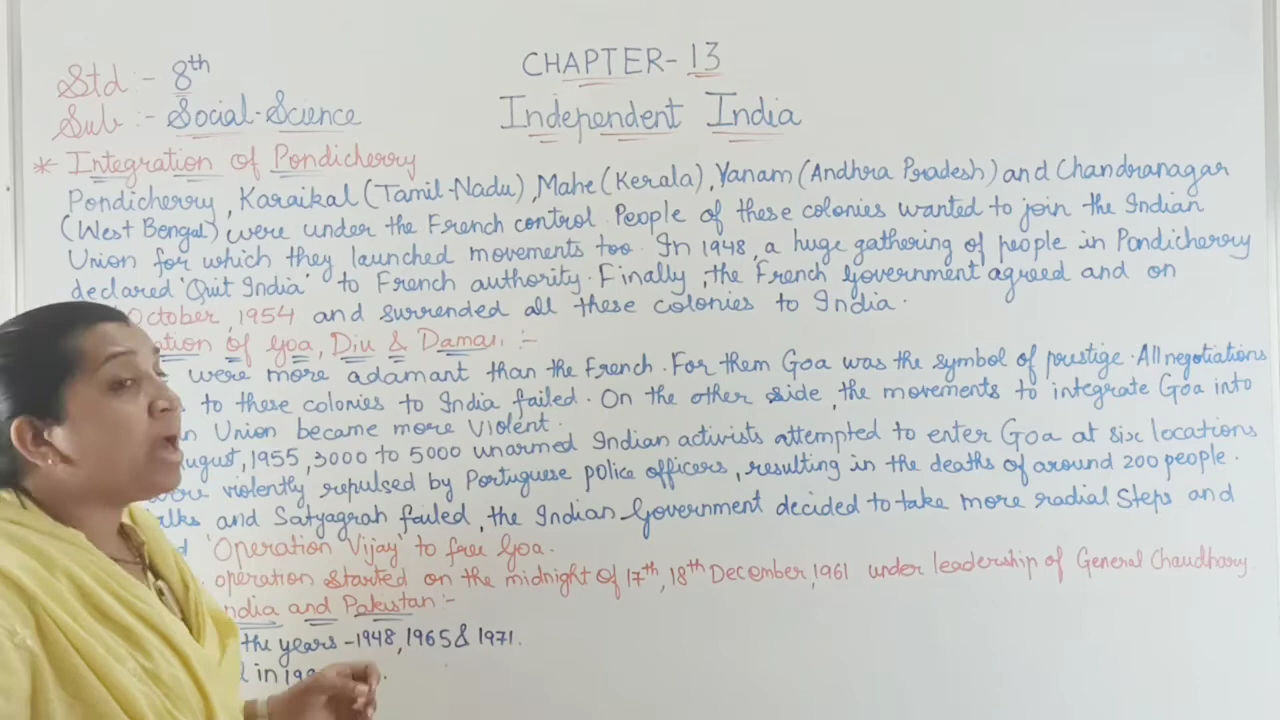 Std :- 8th
Sub :- Social-Science
CHAPTER-13
Independent India
* Integration of Pondicherry
Pondicherry, Karaikal (Tamil-Nadu), Mahe (Kerala), Yanam (Andhra Pradesh) and Chandranagar
(West Bengal) were under the French control. People of these colonies wanted to join the Indian
Union for which they launched movements too. In 1948, a huge gathering of people in Pondicherry
declared 'Quit India' to French authority. Finally, the French Government agreed and on
October, 1954 and surrended all these colonies to India.
of Goa, Diu & Daman :-
were more adamant than the French. For them Goa was the symbol of prestige. All negotiations
to these colonies to India failed. On the other side, the movements to integrate Goa into
Union became more violent.
1955, 3000 to 5000 unarmed Indian activists attempted to enter Goa at six locations
violently repulsed by Portuguese police officers, resulting in the deaths of around 200 people.
and Satyagrah failed, the Indian Government decided to take more radial steps and
'Operation Vijay' to free Goa.
operation started on the midnight of 17th, 18th December, 1961 under leadership of General Chaudhary.
and Pakistan :-
the years - 1948, 1965 & 1971.
in